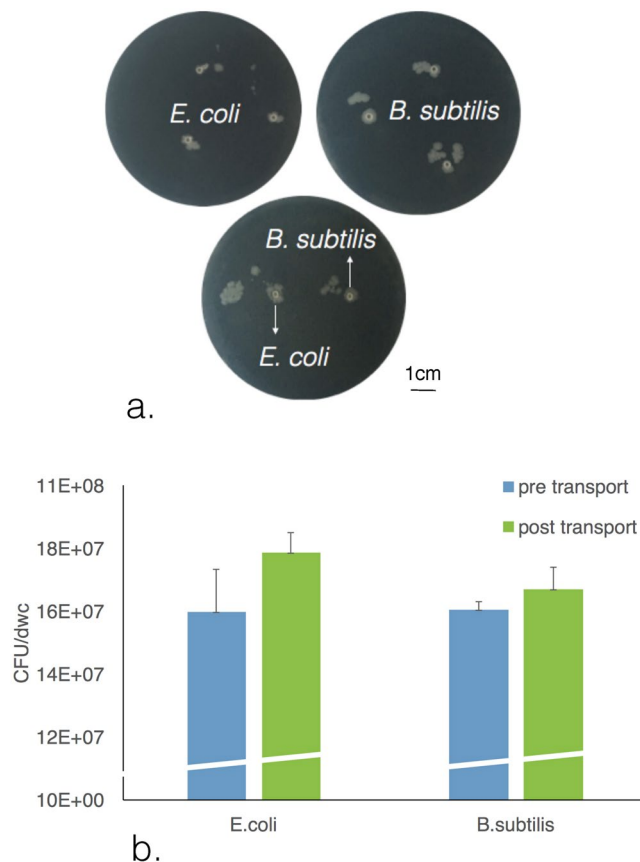 E. coli
B. subtilis
B. subtilis
E. coli
1cm
a.
11E+08
18E+07
16E+07
14E+07
12E+07
10E+00
CFU/dwc
pre transport
post transport
E.coli
B.subtilis
b.